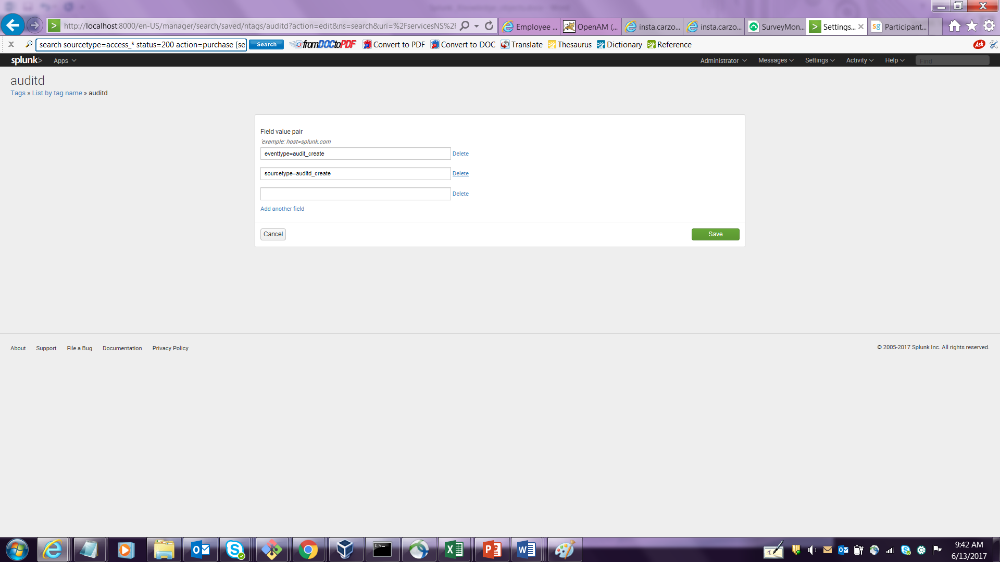 http://localhost:8000/en-US/manager/search/saved/ntags/auditd?action=edit&ns=search&uri=%2FservicesNS%2F
Employee ...
OpenAM (...
insta.carzo...
insta.carzo...
SurveyMon...
Settings...
sg Participant...
search sourcetype=access_* status=200 action=purchase [se
Search
fromDOCtoPDF
Convert to PDF
Convert to DOC
Translate
Thesaurus
Dictionary
Reference
Ask
splunk>
Apps
Administrator
Messages
Settings
Activity
Help
Find
auditd
Tags » List by tag name » auditd
Field value pair
'example: host=splunk.com
eventtype=audit_create
Delete
sourcetype=auditd_create
Delete
Delete
Add another field
Cancel
Save
About
Support
File a Bug
Documentation
Privacy Policy
© 2005-2017 Splunk Inc. All rights reserved.
9:42 AM
6/13/2017